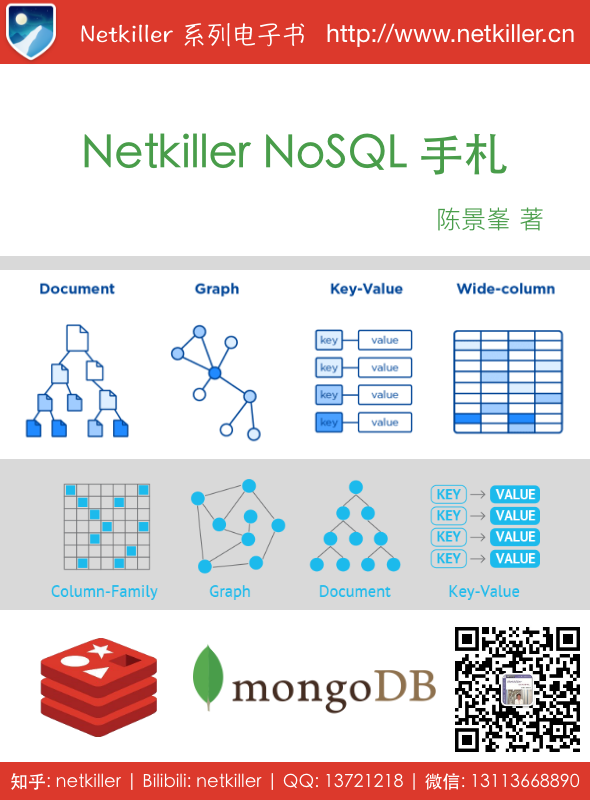 Netkiller 系列电子书 http://www.netkiller.cn
Netkiller NoSQL 手札
陈景峯 著
Document Graph Key-Value Wide-column
key value
key value
key value
key value
KEY → VALUE
KEY → VALUE
KEY → VALUE
KEY → VALUE
Column-Family Graph Document Key-Value
mongoDB
知乎: netkiller | Bilibili: netkiller | QQ: 13721218 | 微信: 13113668890